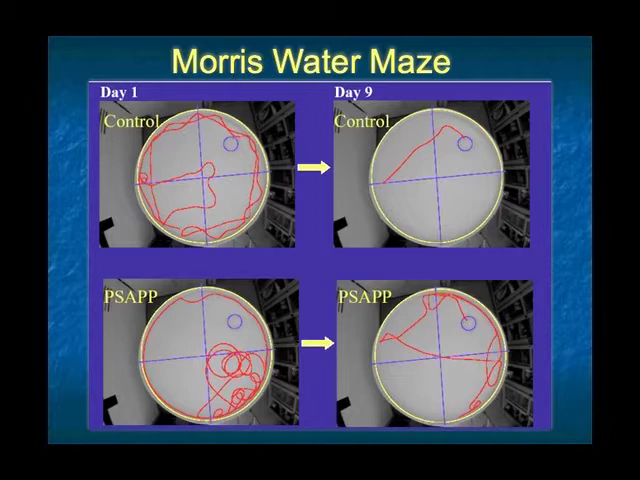 Morris Water Maze
Day 1
Day 9
Control
Control
PSAPP
PSAPP